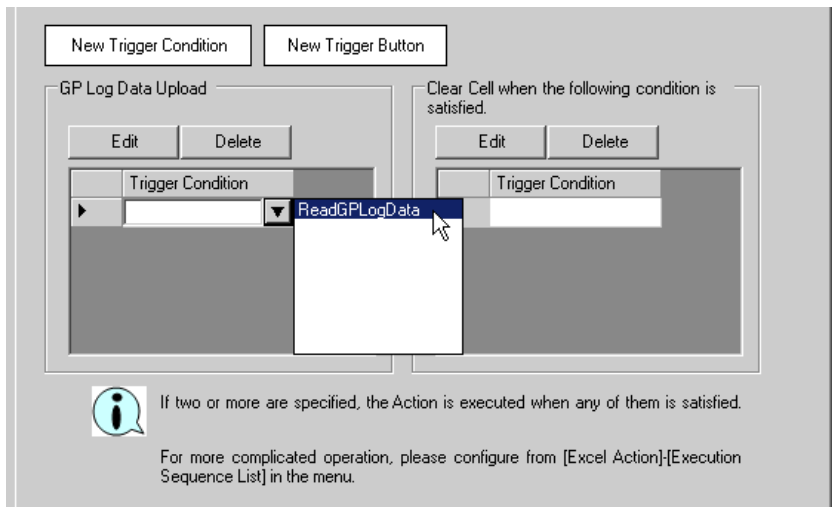 New Trigger Condition New Trigger Button
GP Log Data Upload
Clear Cell when the following condition is
satisfied.
Edit Delete
Edit Delete
Trigger Condition
Trigger Condition
ReadGPLogData
If two or more are specified, the Action is executed when any of them is satisfied.
For more complicated operation, please configure from [Excel Action]-[Execution
Sequence List] in the menu.